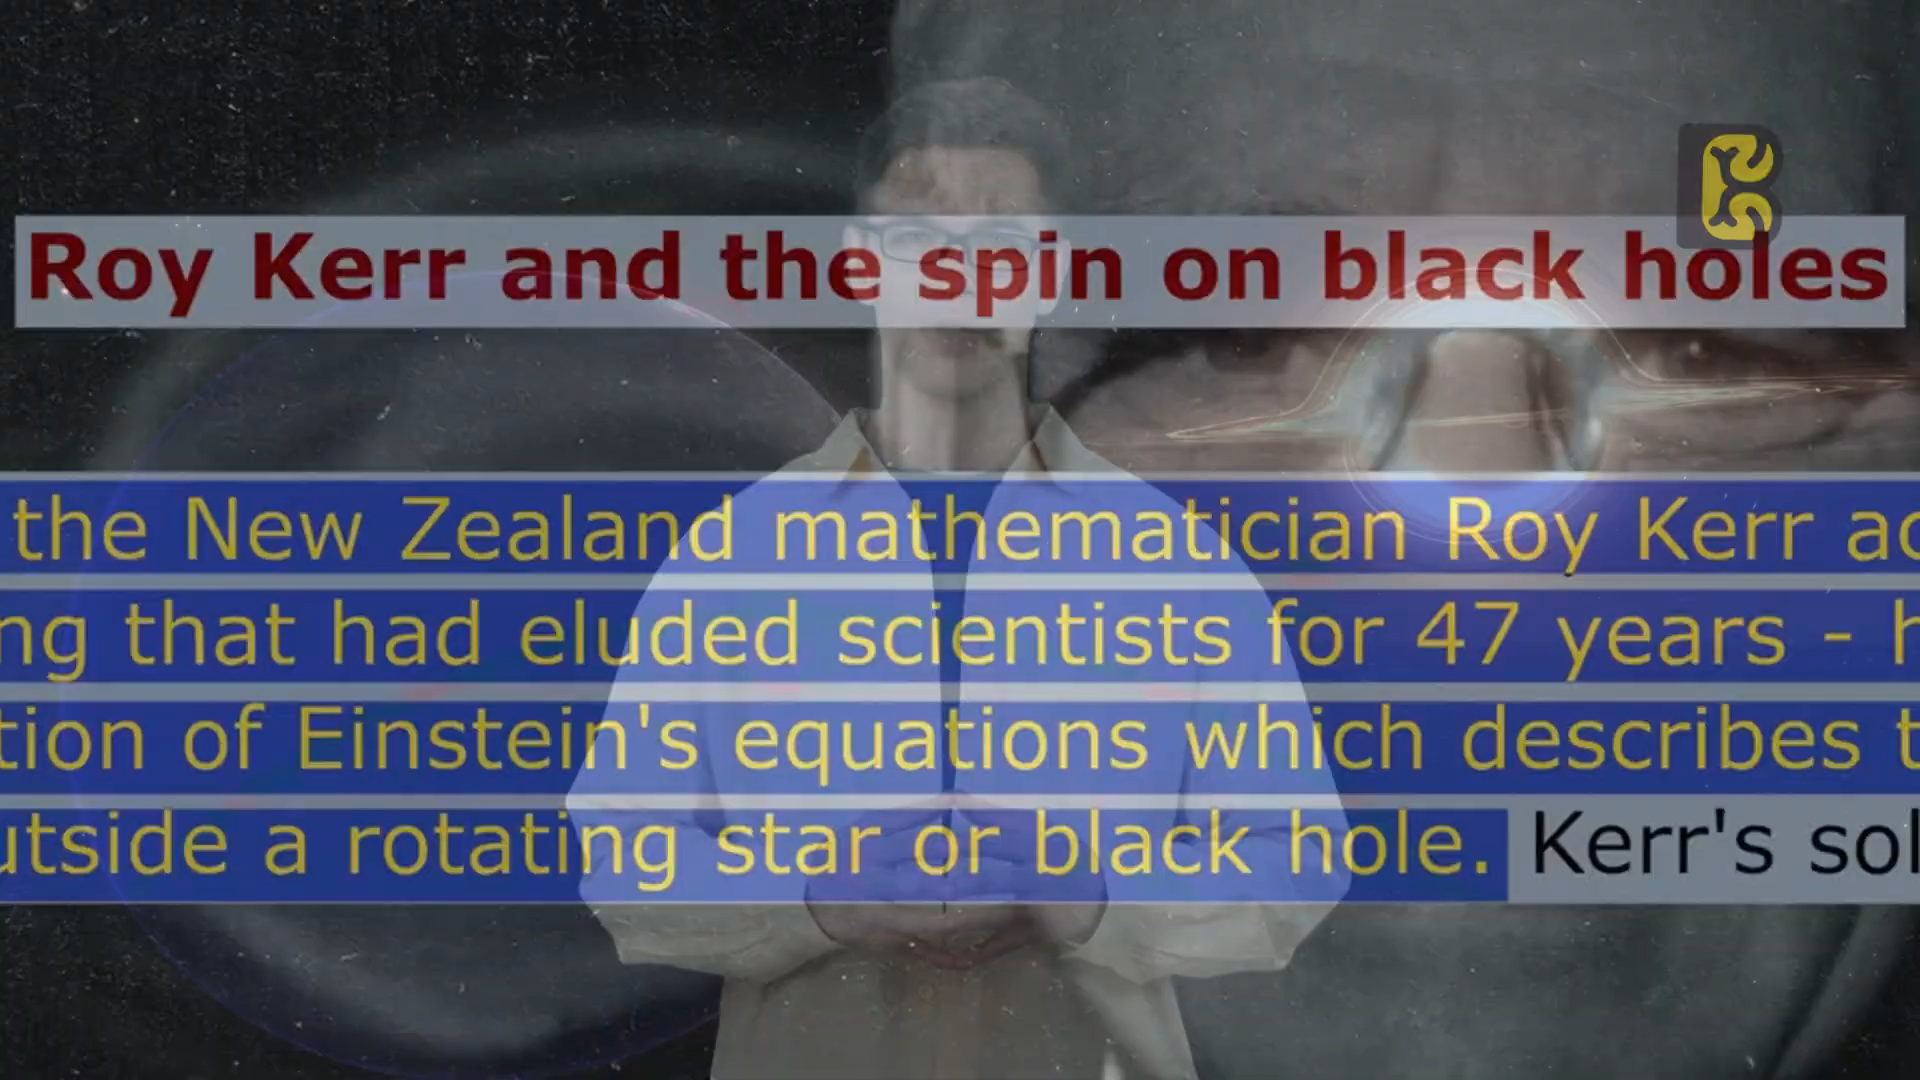 Roy Kerr and the spin on black holes
the New Zealand mathematician Roy Kerr ac
ng that had eluded scientists for 47 years - h
tion of Einstein's equations which describes t
utside a rotating star or black hole. Kerr's sol